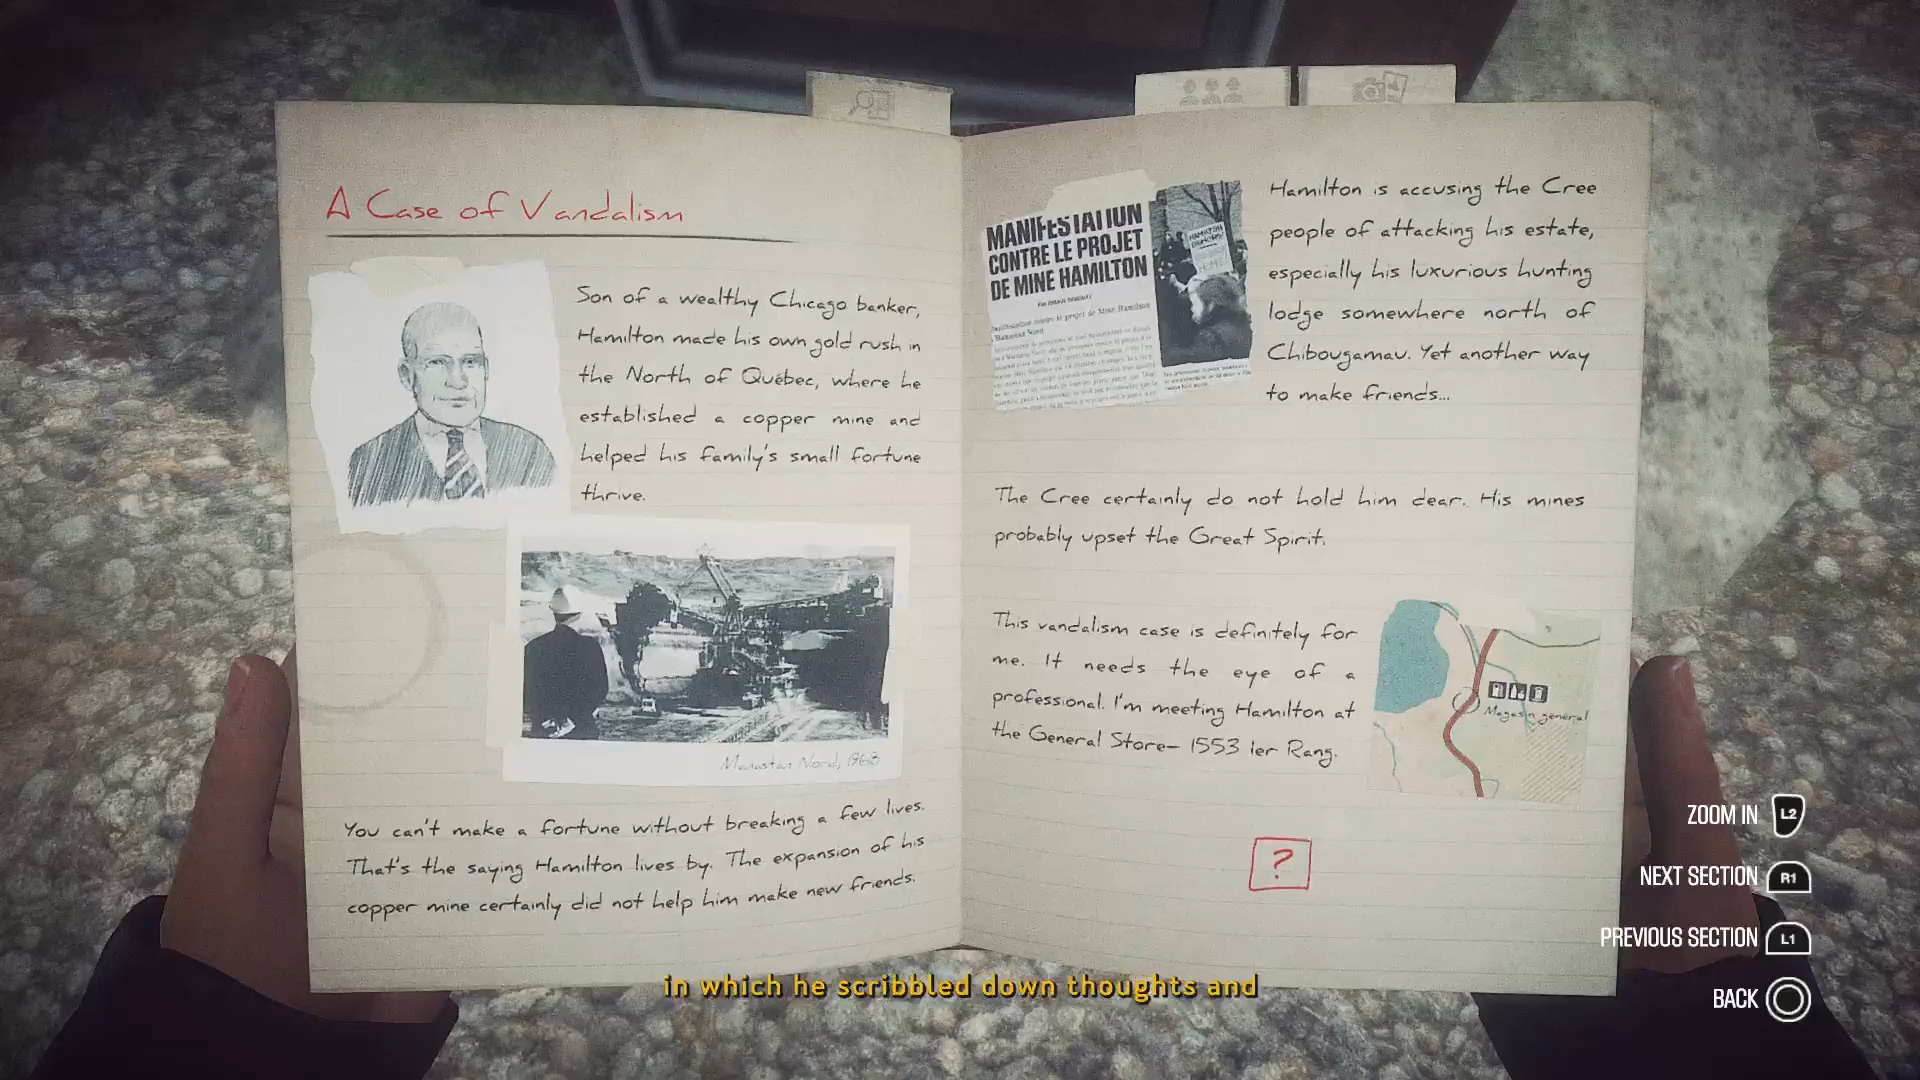 A Case of Vandalism
Son of a wealthy Chicago banker,
Hamilton made his own gold rush in
the North of Québec, where he
established a copper mine and
helped his family's small fortune
thrive.
Manastan Nord, 1968
You can't make a fortune without breaking a few lives.
That's the saying Hamilton lives by. The expansion of his
copper mine certainly did not help him make new friends.
MANIFESTATION
CONTRE LE PROJET
DE MINE HAMILTON
Hamilton is accusing the Cree
people of attacking his estate,
especially his luxurious hunting
lodge somewhere north of
Chibougamau. Yet another way
to make friends...
The Cree certainly do not hold him dear. His mines
probably upset the Great Spirit.
This vandalism case is definitely for
me. It needs the eye of a
professional. I'm meeting Hamilton at
the General Store- 1553 1er Rang.
Magasin général
?
ZOOM IN L2
NEXT SECTION R1
PREVIOUS SECTION L1
BACK
in which he scribbled down thoughts and